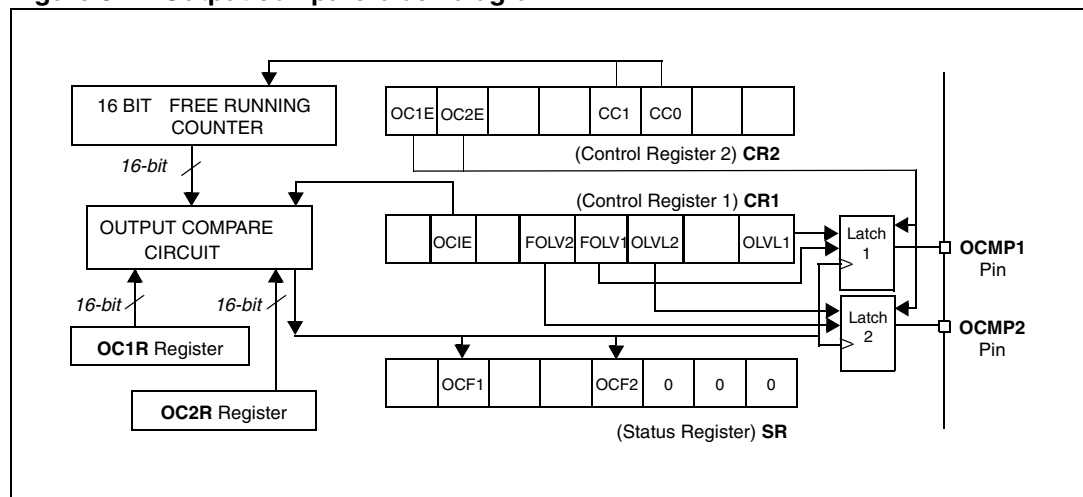 16 BIT FREE RUNNING
COUNTER
OC1E OC2E CC1 CC0
(Control Register 2) CR2
16-bit
(Control Register 1) CR1
OUTPUT COMPARE
CIRCUIT
OCIE FOLV2 FOLV1 OLVL2 OLVL1
Latch
1
OCMP1
Pin
16-bit 16-bit
Latch
2
OCMP2
Pin
OC1R Register
OCF1 OCF2 0 0 0
OC2R Register
(Status Register) SR